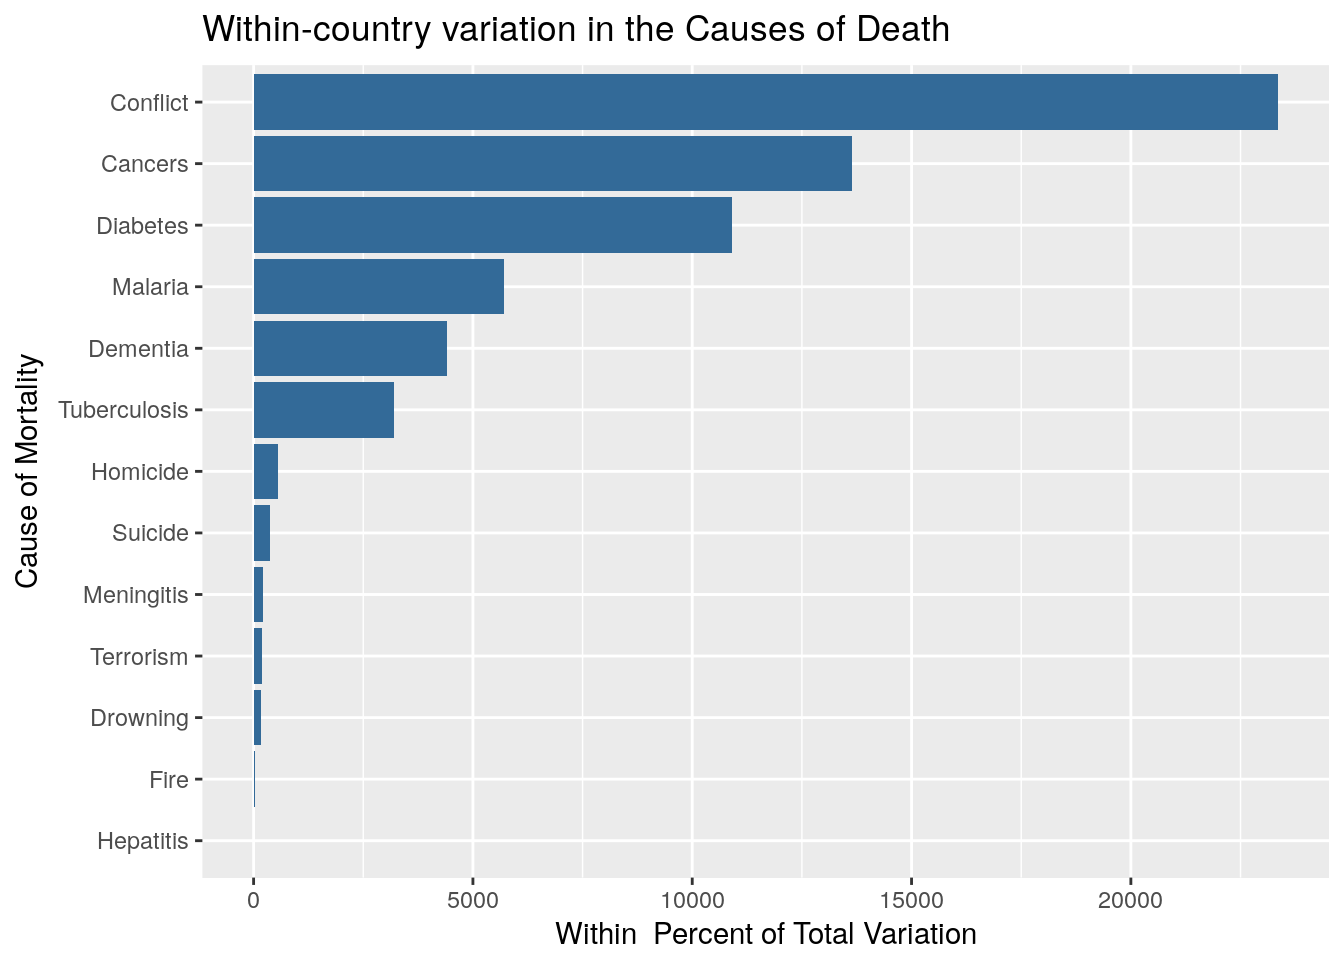 Within-country variation in the Causes of Death
Cause of Mortality
Conflict
Cancers
Diabetes
Malaria
Dementia
Tuberculosis
Homicide
Suicide
Meningitis
Terrorism
Drowning
Fire
Hepatitis
0 5000 10000 15000 20000
Within  Percent of Total Variation